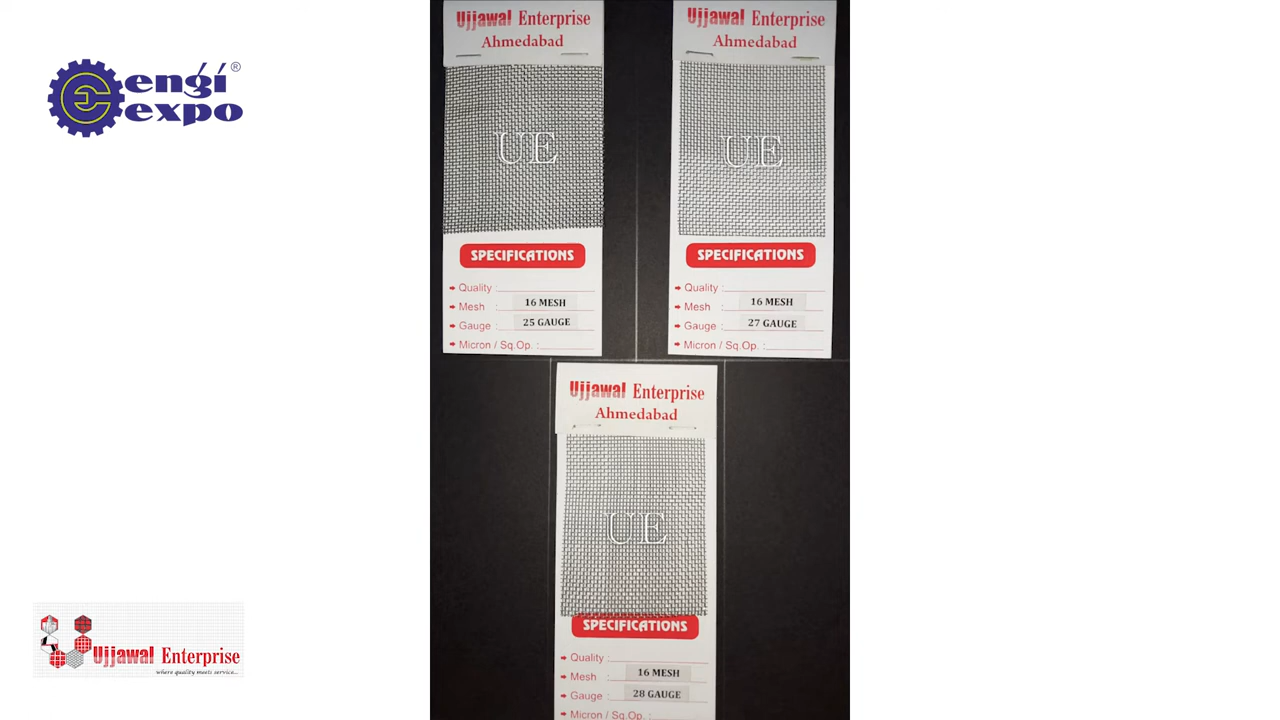 engi
expo
®
Ujjawal Enterprise
Ahmedabad
UE
SPECIFICATIONS
Quality :
Mesh : 16 MESH
Gauge : 25 GAUGE
Micron / Sq.Op. :
Ujjawal Enterprise
Ahmedabad
UE
SPECIFICATIONS
Quality :
Mesh : 16 MESH
Gauge : 27 GAUGE
Micron / Sq.Op. :
Ujjawal Enterprise
Ahmedabad
UE
SPECIFICATIONS
Quality :
Mesh : 16 MESH
Gauge : 28 GAUGE
Micron / Sq.Op. :
Ujjawal Enterprise
where quality meets service...